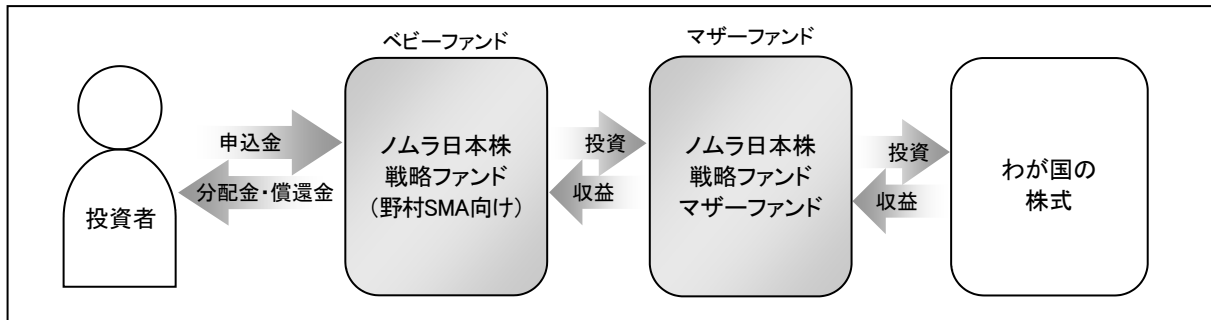 ベビーファンド
マザーファンド
投資者
申込金
分配金・償還金
ノムラ日本株
戦略ファンド
（野村SMA向け）
投資
収益
ノムラ日本株
戦略ファンド
マザーファンド
投資
収益
わが国の
株式